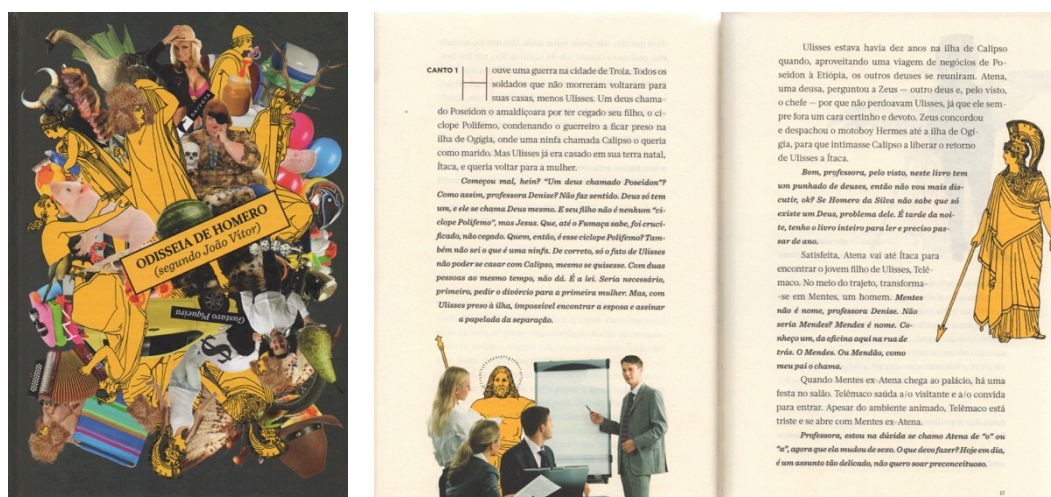 ODISSEIA DE HOMERO
(segundo João Vítor)
Gustavo Piqueira
CANTO 1
Houve uma guerra na cidade de Troia. Todos os
soldados que não morreram voltaram para
suas casas, menos Ulisses. Um deus chama-
do Poseidon o amaldiçoara por ter cegado seu filho, o ci-
clope Polifemo, condenando o guerreiro a ficar preso na
ilha de Ogígia, onde uma ninfa chamada Calipso o queria
como marido. Mas Ulisses já era casado em sua terra natal,
Ítaca, e queria voltar para a mulher.
Começou mal, hein? “Um deus chamado Poseidon”?
Como assim, professora Denise? Não faz sentido. Deus só tem
um, e ele se chama Deus mesmo. E seu filho não é nenhum “ci-
clope Polifemo”, mas Jesus. Que, até o Fumaça sabe, foi cruci-
ficado, não cegado. Quem, então, é esse ciclope Polifemo? Tam-
bém não sei o que é uma ninfa. De correto, só o fato de Ulisses
não poder se casar com Calipso, mesmo se quisesse. Com duas
pessoas ao mesmo tempo, não dá. É a lei. Seria necessário,
primeiro, pedir o divórcio para a primeira mulher. Mas, com
Ulisses preso à ilha, impossível encontrar a esposa e assinar
a papelada da separação.
Ulisses estava havia dez anos na ilha de Calipso
quando, aproveitando uma viagem de negócios de Po-
seidon à Etiópia, os outros deuses se reuniram. Atena,
uma deusa, perguntou a Zeus — outro deus e, pelo visto,
o chefe — por que não perdoavam Ulisses, já que ele sem-
pre fora um cara certinho e devoto. Zeus concordou
e despachou o motoboy Hermes até a ilha de Ogí-
gia, para que intimasse Calipso a liberar o retorno
de Ulisses a Ítaca.
Bom, professora, pelo visto, neste livro tem
um punhado de deuses, então não vou mais dis-
cutir, ok? Se Homero da Silva não sabe que só
existe um Deus, problema dele. É tarde da noi-
te, tenho o livro inteiro para ler e preciso pas-
sar de ano.
Satisfeita, Atena vai até Ítaca para
encontrar o jovem filho de Ulisses, Telê-
maco. No meio do trajeto, transforma-
-se em Mentes, um homem. Mentes
não é nome, professora Denise. Não
seria Mendes? Mendes é nome. Co-
nheço um, da oficina aqui na rua de
trás. O Mendes. Ou Mendão, como
meu pai o chama.
Quando Mentes ex-Atena chega ao palácio, há uma
festa no salão. Telêmaco saúda a/o visitante e a/o convida
para entrar. Apesar do ambiente animado, Telêmaco está
triste e se abre com Mentes ex-Atena.
Professora, estou na dúvida se chamo Atena de “o” ou
“a”, agora que ela mudou de sexo. O que devo fazer? Hoje em dia,
é um assunto tão delicado, não quero soar preconceituoso.
17